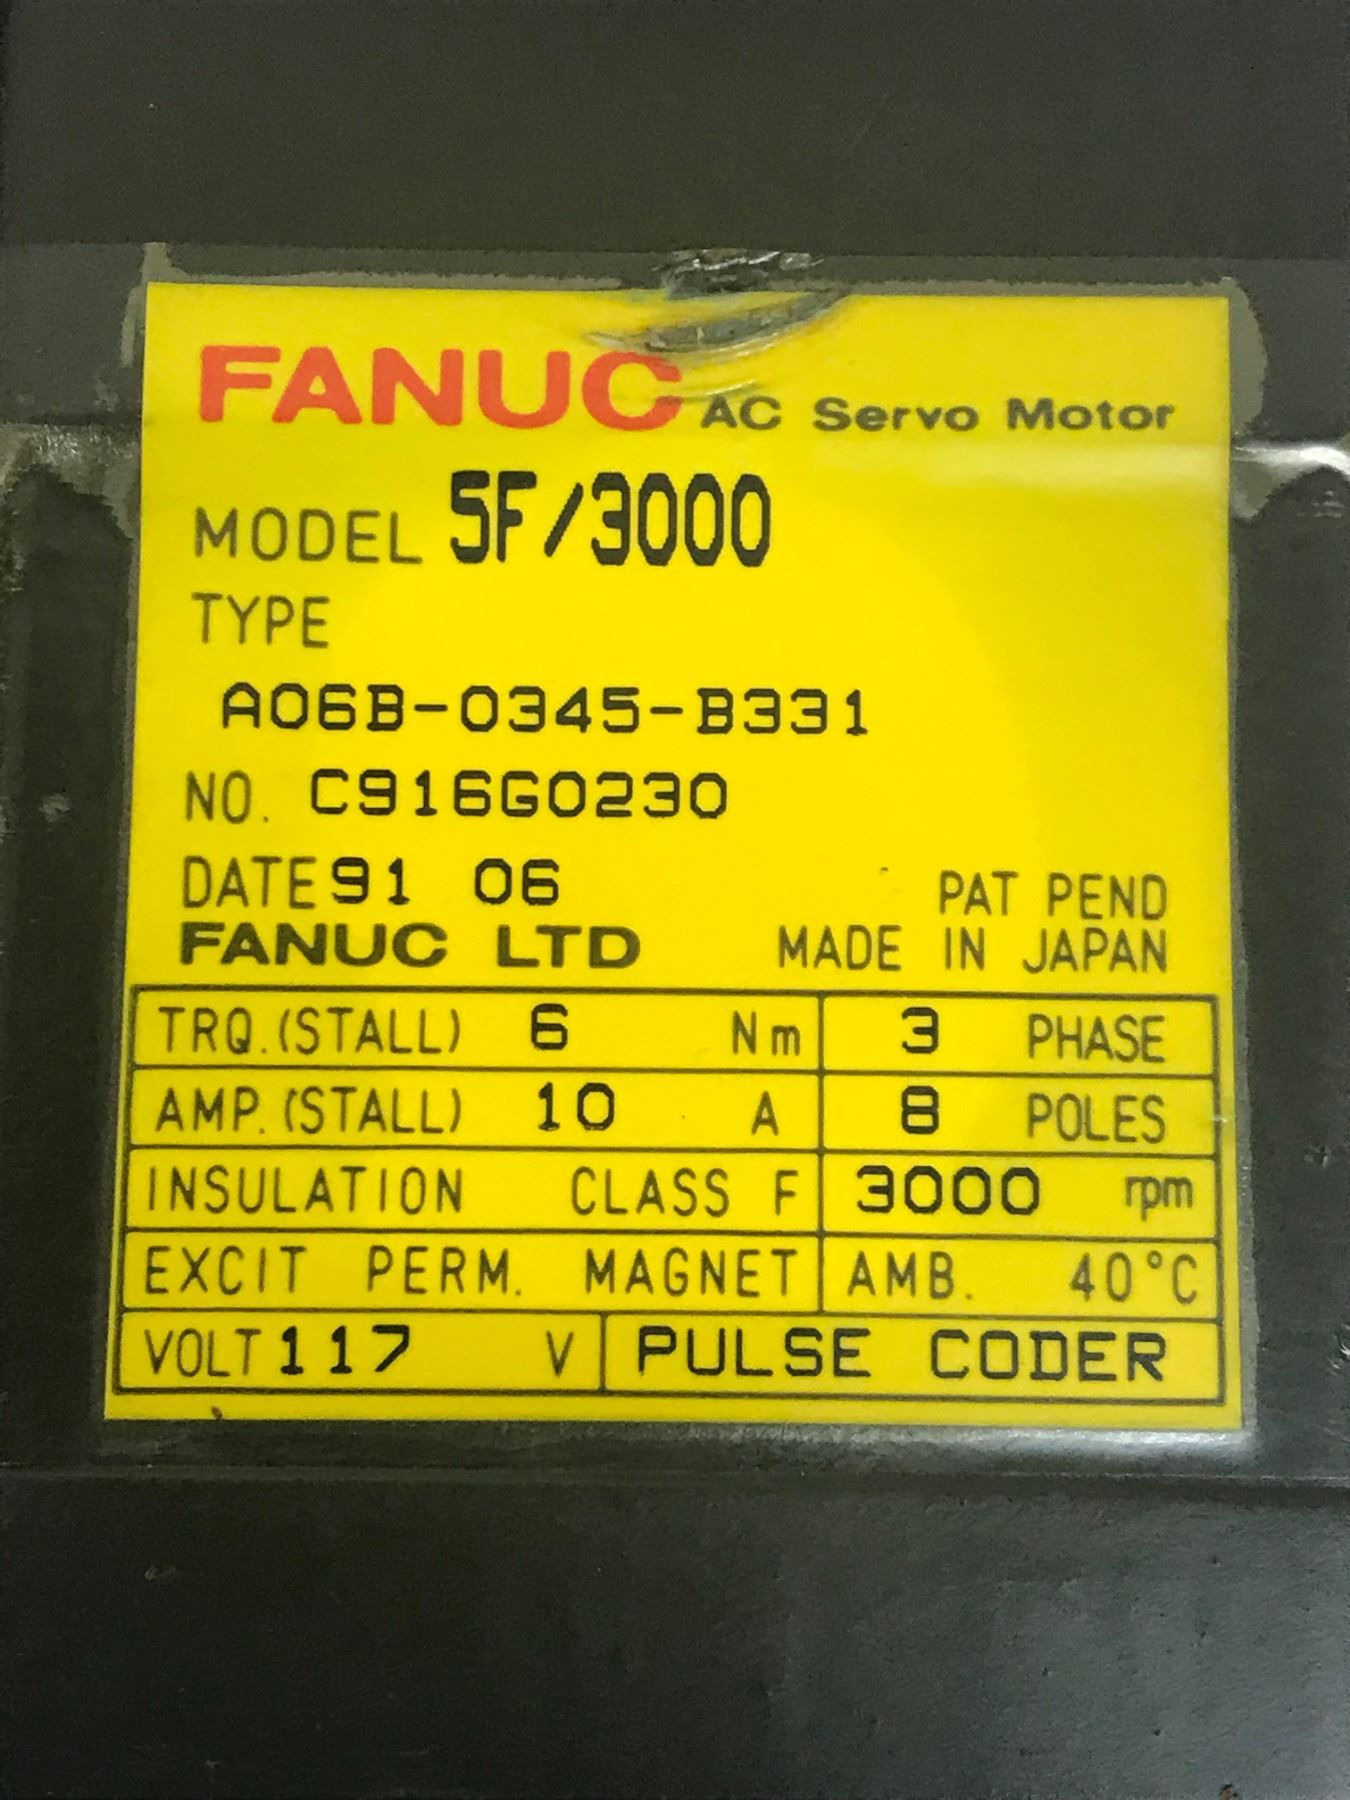 FANUC AC Servo Motor
MODEL 5F/3000
TYPE
A06B-0345-B331
NO. C916G0230
DATE 91 06 PAT PEND
FANUC LTD MADE IN JAPAN
TRQ.(STALL) 6 Nm 3 PHASE
AMP.(STALL) 10 A 8 POLES
INSULATION CLASS F 3000 rpm
EXCIT PERM. MAGNET AMB. 40°C
VOLT 117 V PULSE CODER